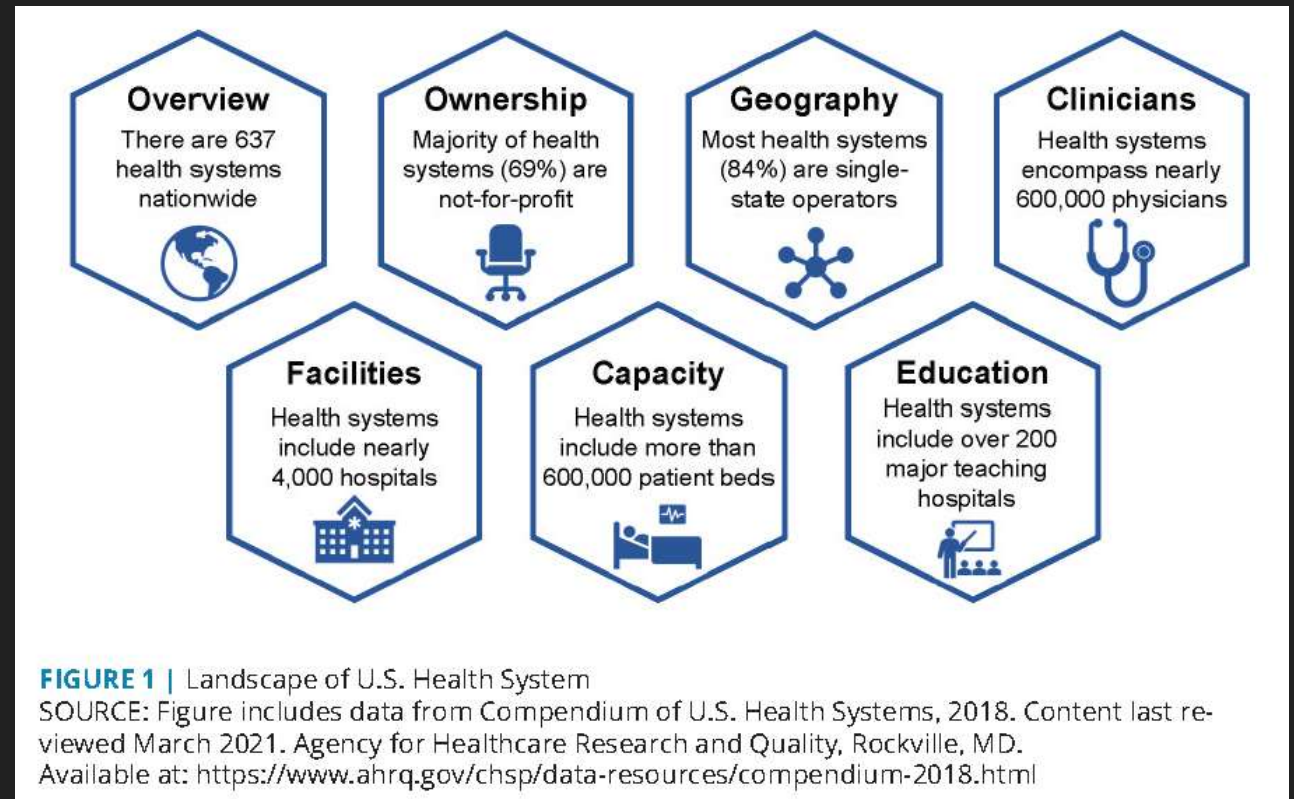 Overview
There are 637
health systems
nationwide
Ownership
Majority of health
systems (69%) are
not-for-profit
Geography
Most health systems
(84%) are single-
state operators
Clinicians
Health systems
encompass nearly
600,000 physicians
Facilities
Health systems
include nearly
4,000 hospitals
Capacity
Health systems
include more than
600,000 patient beds
Education
Health systems
include over 200
major teaching
hospitals
FIGURE 1 | Landscape of U.S. Health System
SOURCE: Figure includes data from Compendium of U.S. Health Systems, 2018. Content last re-
viewed March 2021. Agency for Healthcare Research and Quality, Rockville, MD.
Available at: https://www.ahrq.gov/chsp/data-resources/compendium-2018.html